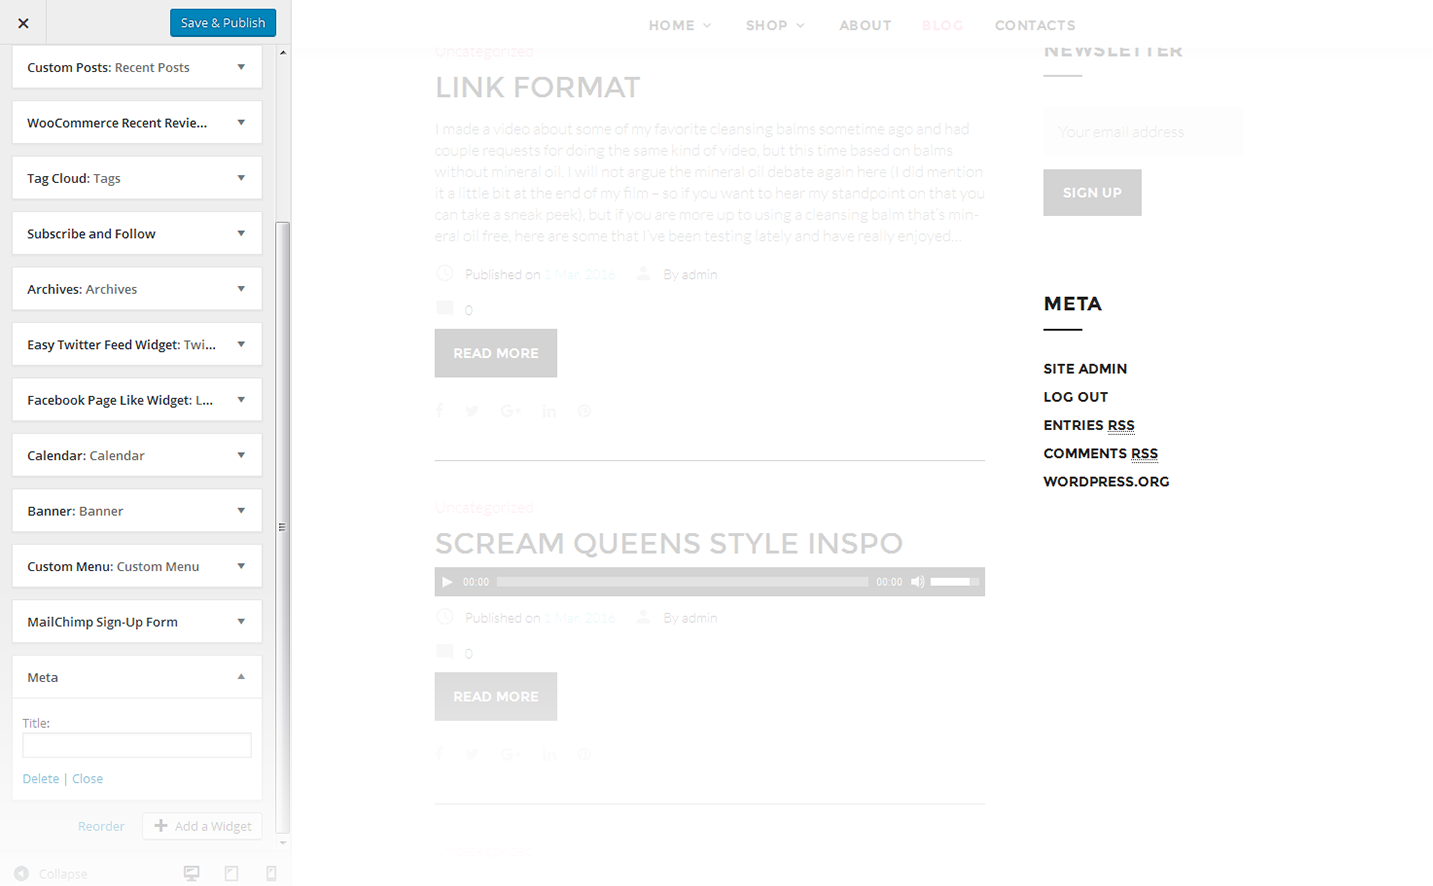 Save & Publish
Custom Posts: Recent Posts
WooCommerce Recent Revie...
Tag Cloud: Tags
Subscribe and Follow
Archives: Archives
Easy Twitter Feed Widget: Twi...
Facebook Page Like Widget: L...
Calendar: Calendar
Banner: Banner
Custom Menu: Custom Menu
MailChimp Sign-Up Form
Meta
Title:
Delete | Close
Reorder
Add a Widget
Collapse
HOME SHOP ABOUT BLOG CONTACTS
Uncategorized
LINK FORMAT
I made a video about some of my favorite cleansing balms sometime ago and had
couple requests for doing the same kind of video, but this time based on balms
without mineral oil. I will not argue the mineral oil debate again here (I did mention
it a little bit at the end of my film – so if you want to hear my standpoint on that you
can take a sneak peek), but if you are more up to using a cleansing balm that's min-
eral oil free, here are some that I've been testing lately and have really enjoyed...
Published on 1 Mar, 2016 By admin
0
READ MORE
Uncategorized
SCREAM QUEENS STYLE INSPO
00:00 00:00
Published on 1 Mar, 2016 By admin
0
READ MORE
NEWSLETTER
Your email address
SIGN UP
META
SITE ADMIN
LOG OUT
ENTRIES RSS
COMMENTS RSS
WORDPRESS.ORG